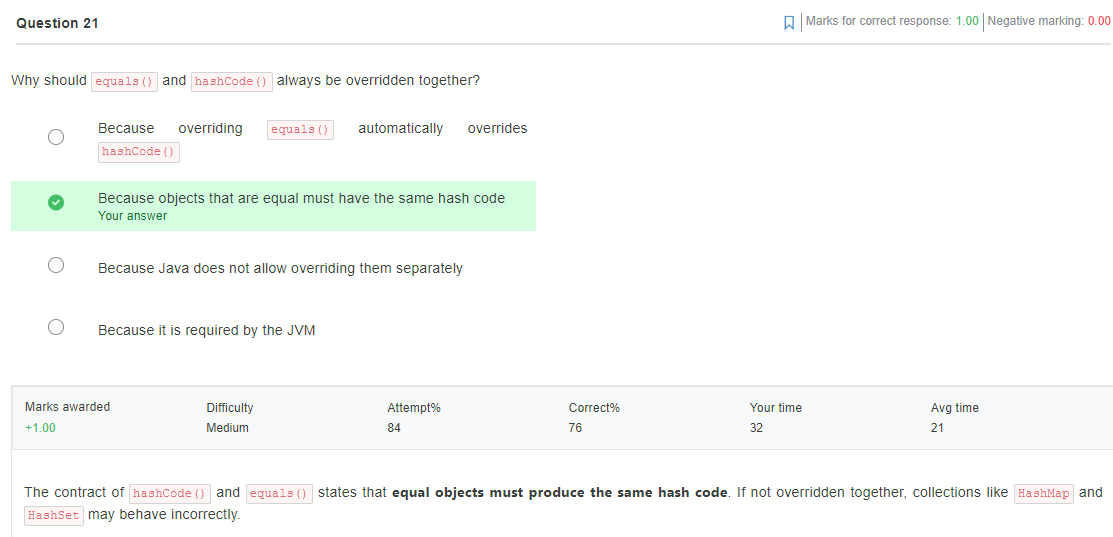 Question 21
Marks for correct response: 1.00 Negative marking: 0.00
Why should equals() and hashCode() always be overridden together?
Because overriding equals() automatically overrides
hashCode()
Because objects that are equal must have the same hash code
Your answer
Because Java does not allow overriding them separately
Because it is required by the JVM
Marks awarded Difficulty Attempt% Correct% Your time Avg time
+1.00 Medium 84 76 32 21
The contract of hashCode() and equals() states that equal objects must produce the same hash code. If not overridden together, collections like HashMap and
HashSet may behave incorrectly.